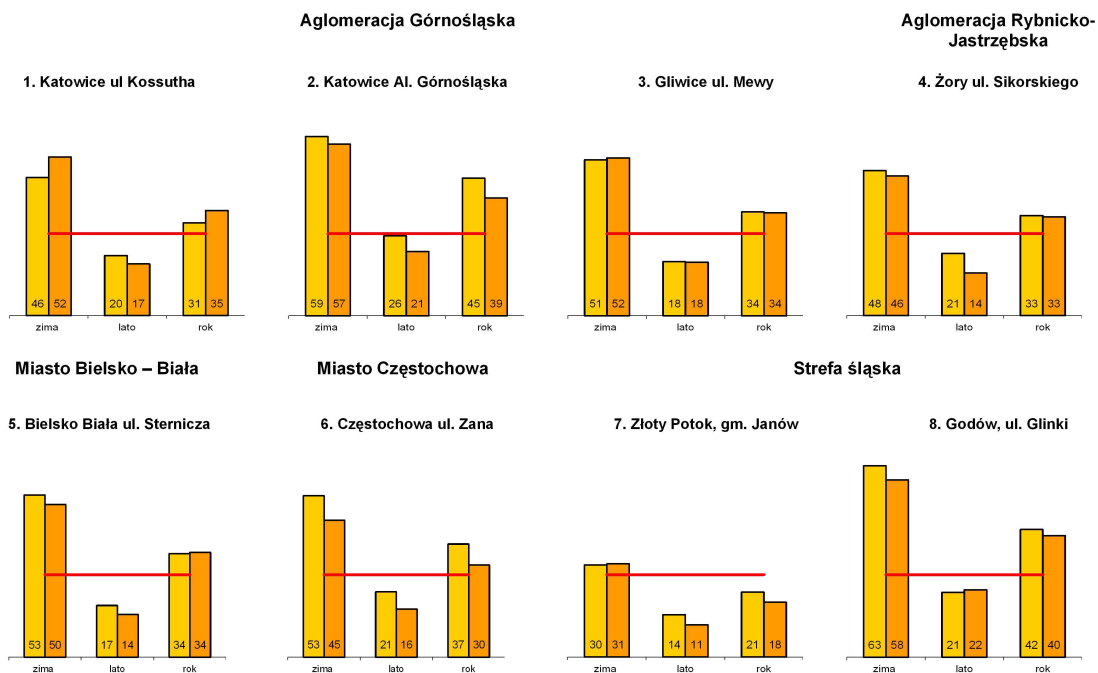 Aglomeracja Górnośląska
Aglomeracja Rybnicko-
Jastrzębska
1. Katowice ul Kossutha
2. Katowice Al. Górnośląska
3. Gliwice ul. Mewy
4. Żory ul. Sikorskiego
46 52 20 17 31 35
59 57 26 21 45 39
51 52 18 18 34 34
48 46 21 14 33 33
zima lato rok
zima lato rok
zima lato rok
zima lato rok
Miasto Bielsko – Biała
Miasto Częstochowa
Strefa śląska
5. Bielsko Biała ul. Sternicza
6. Częstochowa ul. Zana
7. Złoty Potok, gm. Janów
8. Godów, ul. Glinki
53 50 17 14 34 34
53 45 21 16 37 30
30 31 14 11 21 18
63 58 21 22 42 40
zima lato rok
zima lato rok
zima lato rok
zima lato rok